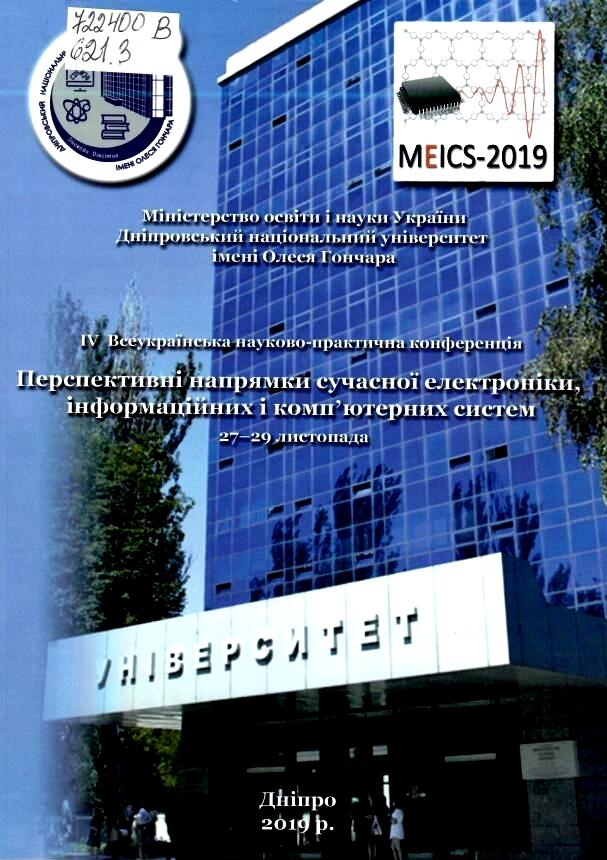 722400 В
621.3
ДНІПРОВСЬКИЙ НАЦІОНАЛЬН
Docendo Discimus
ІМЕНІ ОЛЕСЯ ГОНЧАРА
MEICS-2019
Міністерство освіти і науки України
Дніпровський національний університет
імені Олеся Гончара
IV Всеукраїнська науково-практична конференція
Перспективні напрямки сучасної електроніки,
інформаційних і комп’ютерних систем
27–29 листопада
УНІВЕРСИТЕТ
Дніпро
2019 р.